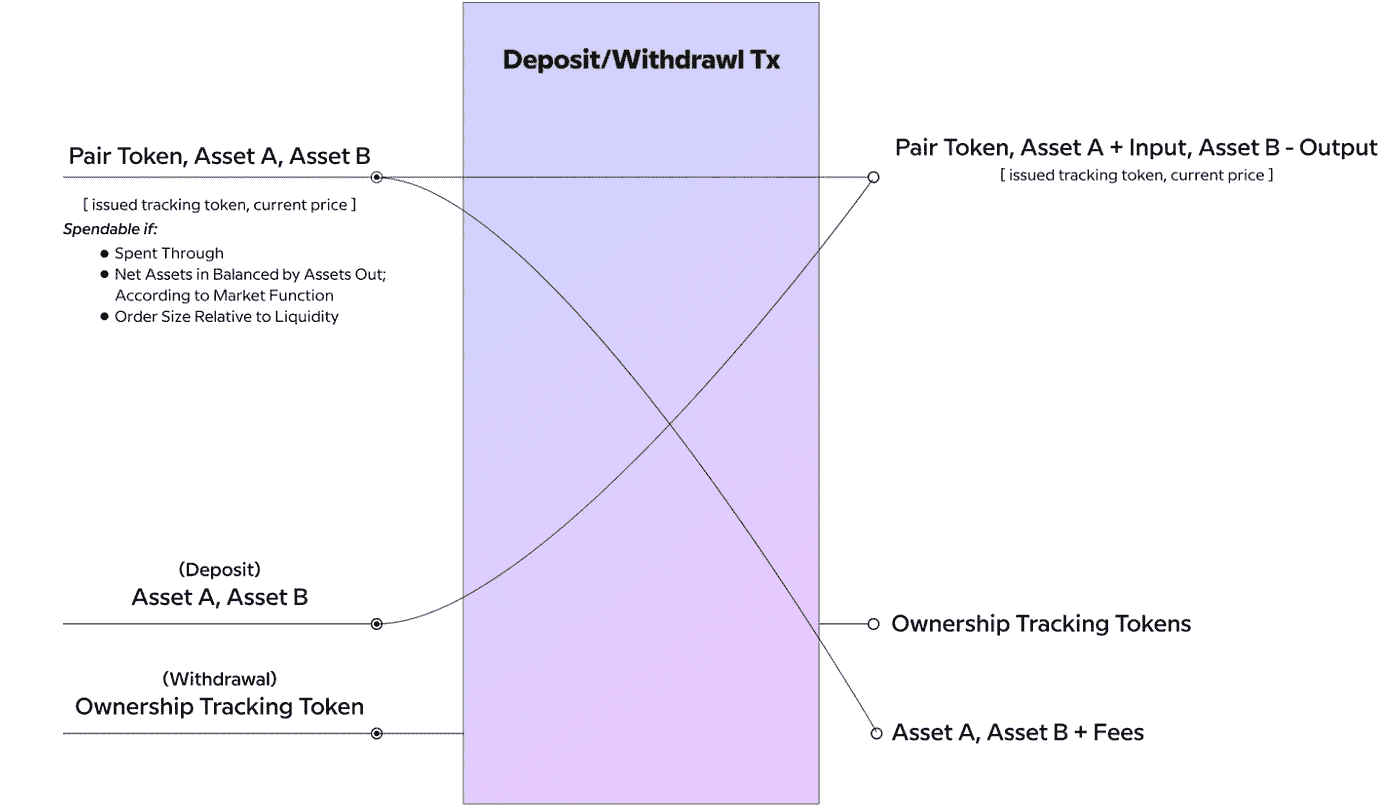 Deposit/Withdrawl Tx
Pair Token, Asset A, Asset B
[ issued tracking token, current price ]
Spendable if:
● Spent Through
● Net Assets in Balanced by Assets Out;
According to Market Function
● Order Size Relative to Liquidity
Pair Token, Asset A + Input, Asset B - Output
[ issued tracking token, current price ]
(Deposit)
Asset A, Asset B
(Withdrawal)
Ownership Tracking Token
Ownership Tracking Tokens
Asset A, Asset B + Fees